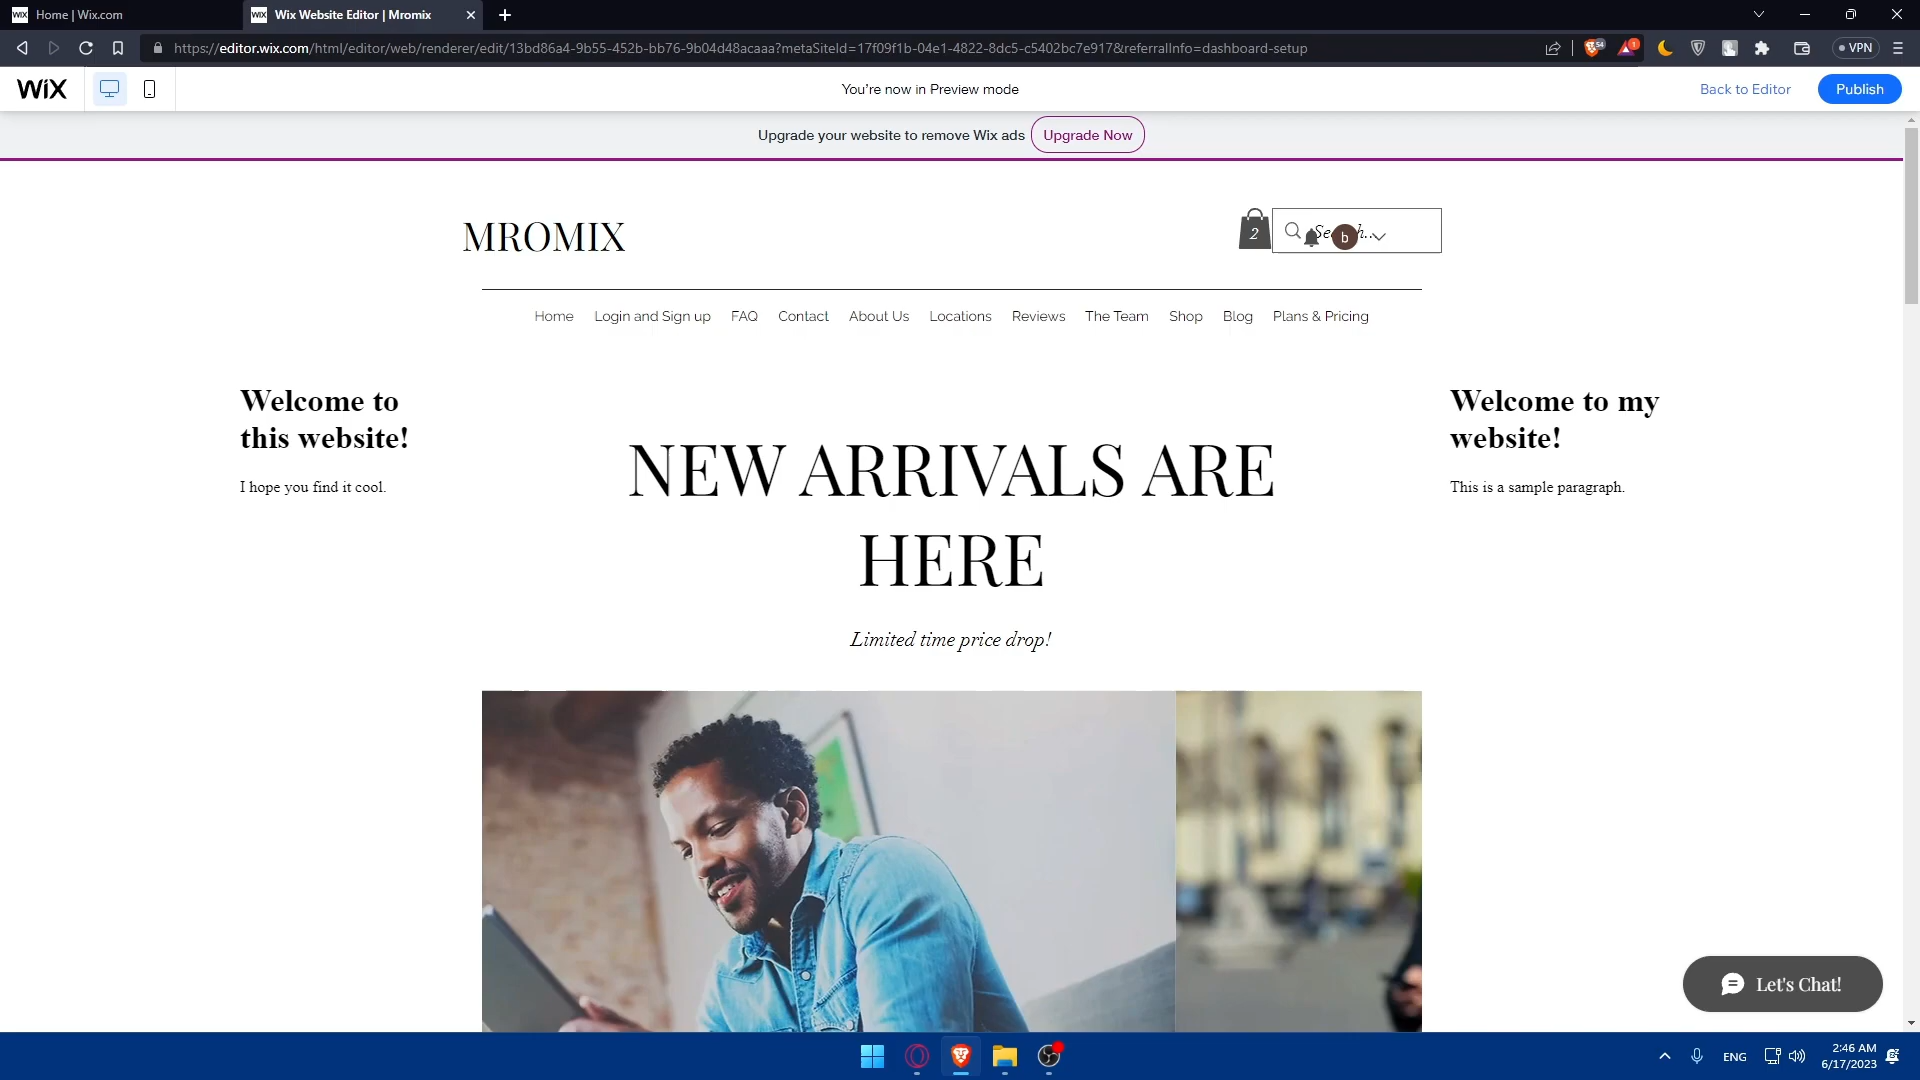 WiX Home | Wix.com
WiX Wix Website Editor | Mromix
https://editor.wix.com/html/editor/web/renderer/edit/13bd86a4-9b55-452b-bb76-9b04d48acaaa?metaSiteId=17f09f1b-04e1-4822-8dc5-c5402bc7e917&referralInfo=dashboard-setup
54
1
VPN
WiX
You're now in Preview mode
Back to Editor
Publish
Upgrade your website to remove Wix ads
Upgrade Now
MROMIX
2
b
Home Login and Sign up FAQ Contact About Us Locations Reviews The Team Shop Blog Plans & Pricing
Welcome to
this website!
I hope you find it cool.
NEW ARRIVALS ARE
HERE
Limited time price drop!
Welcome to my
website!
This is a sample paragraph.
Let's Chat!
ENG
2:46 AM
6/17/2023